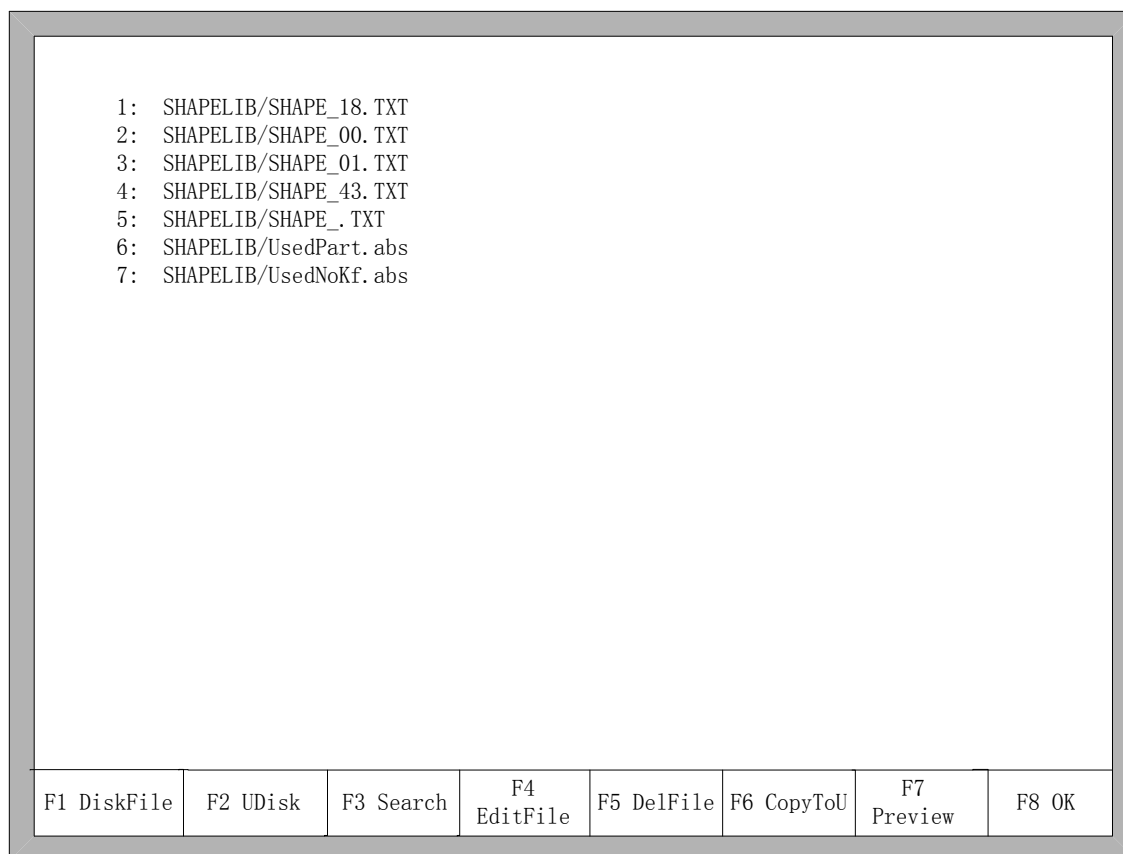 1: SHAPELIB/SHAPE_18.TXT
2: SHAPELIB/SHAPE_00.TXT
3: SHAPELIB/SHAPE_01.TXT
4: SHAPELIB/SHAPE_43.TXT
5: SHAPELIB/SHAPE_.TXT
6: SHAPELIB/UsedPart.abs
7: SHAPELIB/UsedNoKf.abs
F1 DiskFile
F2 UDisk
F3 Search
F4
EditFile
F5 DelFile
F6 CopyToU
F7
Preview
F8 OK